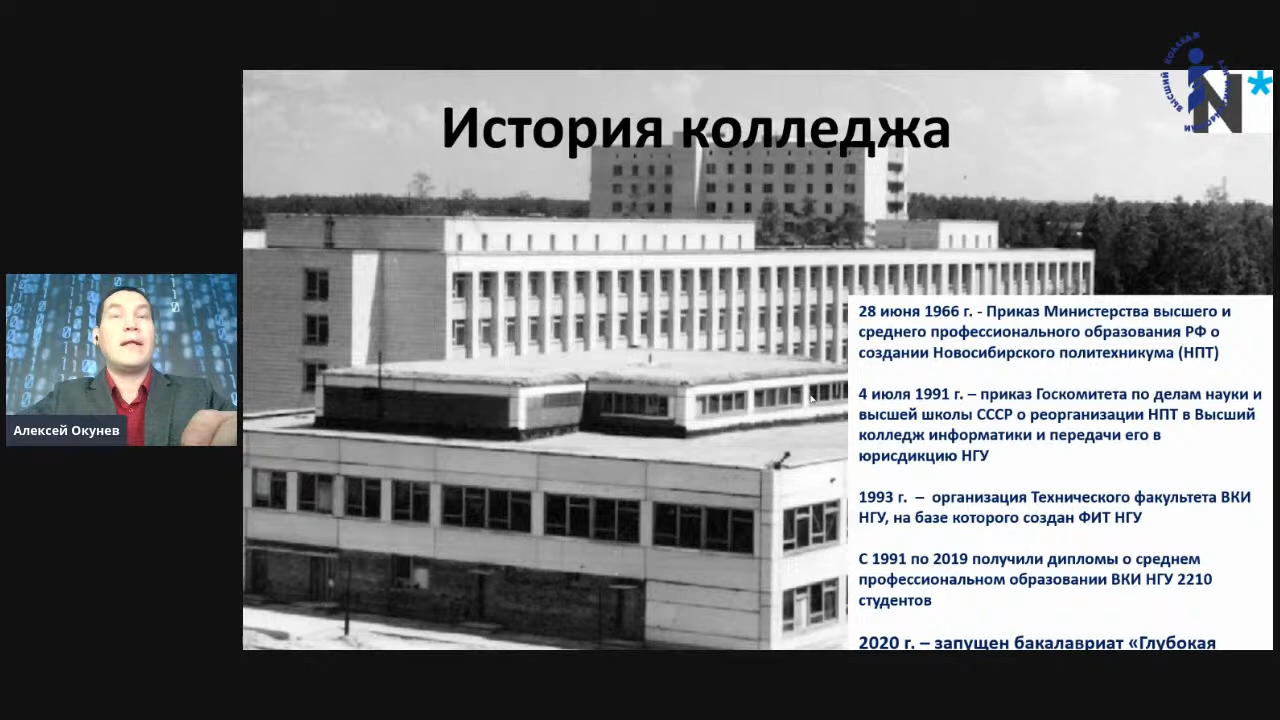 История колледжа
ВЫСШИЙ КОЛЛЕДЖ
N*
28 июня 1966 г. - Приказ Министерства высшего и
среднего профессионального образования РФ о
создании Новосибирского политехникума (НПТ)
4 июля 1991 г. – приказ Госкомитета по делам науки и
высшей школы СССР о реорганизации НПТ в Высший
колледж информатики и передачи его в
юрисдикцию НГУ
1993 г. – организация Технического факультета ВКИ
НГУ, на базе которого создан ФИТ НГУ
С 1991 по 2019 получили дипломы о среднем
профессиональном образовании ВКИ НГУ 2210
студентов
2020 г. – запущен бакалавриат «Глубокая
Алексей Окунев